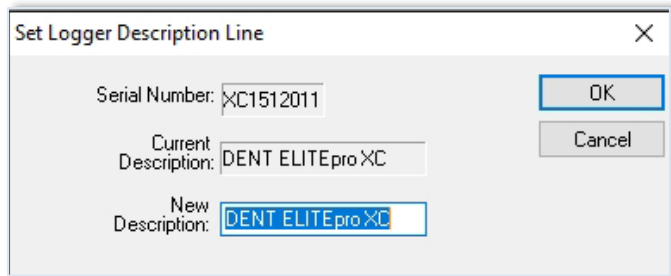 Set Logger Description Line
Serial Number: XC1512011
OK
Current
Description: DENT ELITEpro XC
Cancel
New
Description: DENT ELITEpro XC